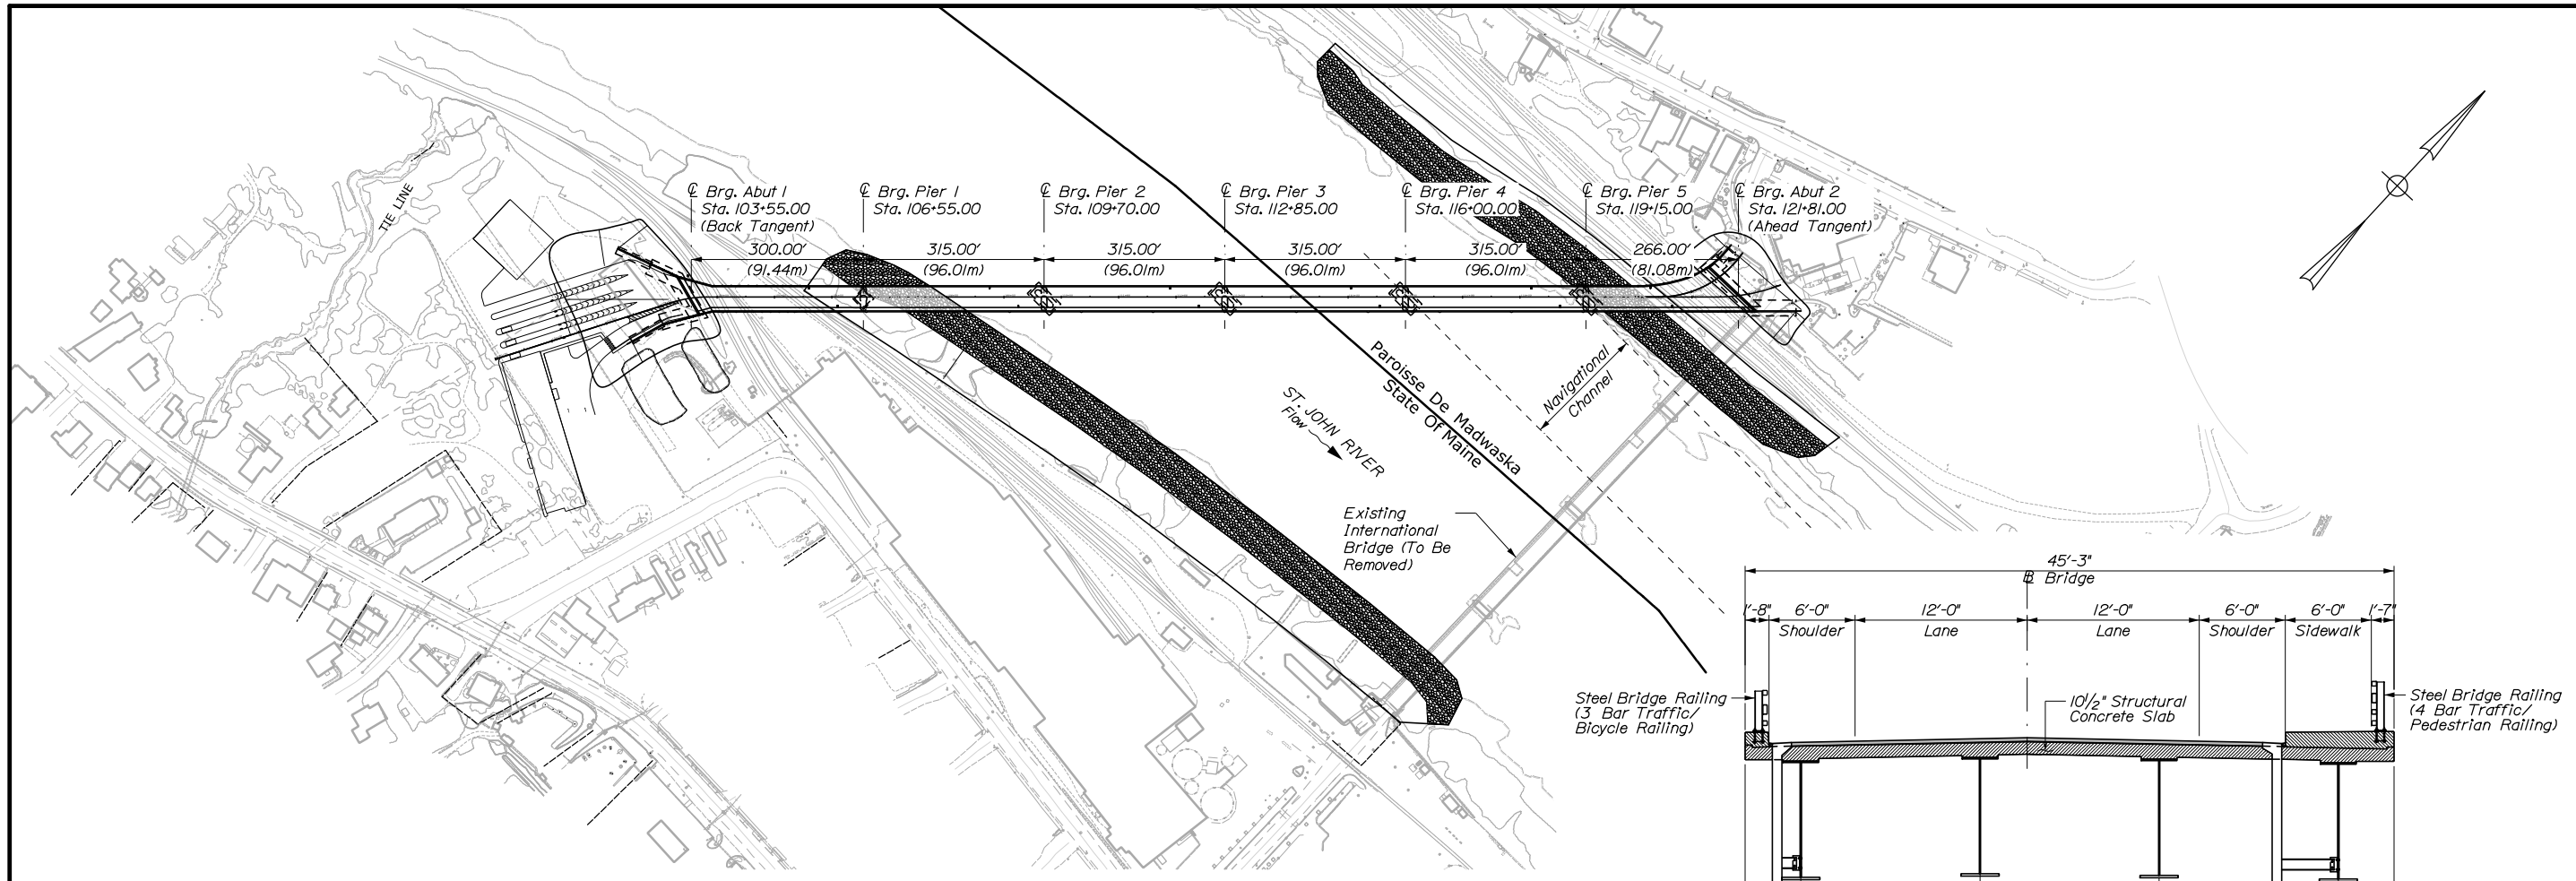 TIE LINE
℄ Brg. Abut 1
Sta. 103+55.00
(Back Tangent)
℄ Brg. Pier 1
Sta. 106+55.00
℄ Brg. Pier 2
Sta. 109+70.00
℄ Brg. Pier 3
Sta. 112+85.00
℄ Brg. Pier 4
Sta. 116+00.00
℄ Brg. Pier 5
Sta. 119+15.00
℄ Brg. Abut 2
Sta. 121+81.00
(Ahead Tangent)
300.00'
(91.44m)
315.00'
(96.01m)
315.00'
(96.01m)
315.00'
(96.01m)
315.00'
(96.01m)
266.00'
(81.08m)
Paroisse De Madwaska
State Of Maine
Navigational
Channel
ST. JOHN RIVER
Flow
Existing
International
Bridge (To Be
Removed)
45'-3"
℄ Bridge
1'-8" 6'-0" 12'-0" 12'-0" 6'-0" 6'-0" 1'-7"
Shoulder Lane Lane Shoulder Sidewalk
Steel Bridge Railing
(3 Bar Traffic/
Bicycle Railing)
10½" Structural
Concrete Slab
Steel Bridge Railing
(4 Bar Traffic/
Pedestrian Railing)